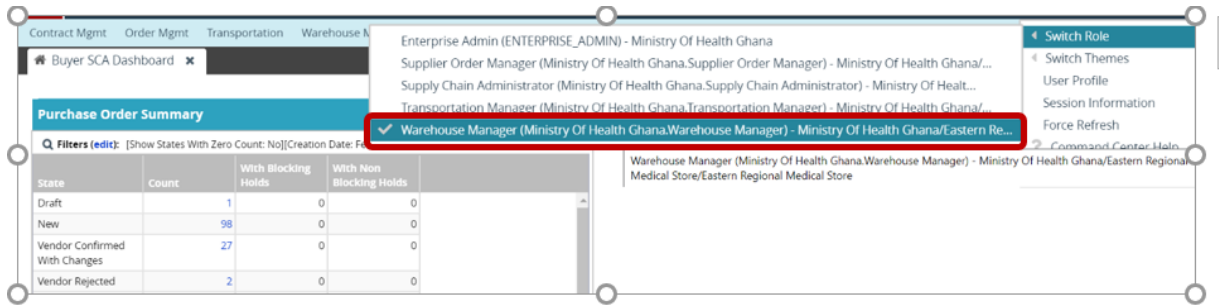 Contract Mgmt Order Mgmt Transportation Warehouse M
Enterprise Admin (ENTERPRISE_ADMIN) - Ministry Of Health Ghana
Supplier Order Manager (Ministry Of Health Ghana.Supplier Order Manager) - Ministry Of Health Ghana/...
Supply Chain Administrator (Ministry Of Health Ghana.Supply Chain Administrator) - Ministry Of Healt...
Transportation Manager (Ministry Of Health Ghana.Transportation Manager) - Ministry Of Health Ghana/...
Warehouse Manager (Ministry Of Health Ghana.Warehouse Manager) - Ministry Of Health Ghana/Eastern Re...
Switch Role
Switch Themes
User Profile
Session Information
Force Refresh
Command Center Help
Buyer SCA Dashboard
Purchase Order Summary
Filters (edit): [Show States With Zero Count: No][Creation Date: Fe
Warehouse Manager (Ministry Of Health Ghana.Warehouse Manager) - Ministry Of Health Ghana/Eastern Regional
Medical Store/Eastern Regional Medical Store
State Count With Blocking Holds With Non Blocking Holds
Draft 1 0 0
New 98 0 0
Vendor Confirmed With Changes 27 0 0
Vendor Rejected 2 0 0